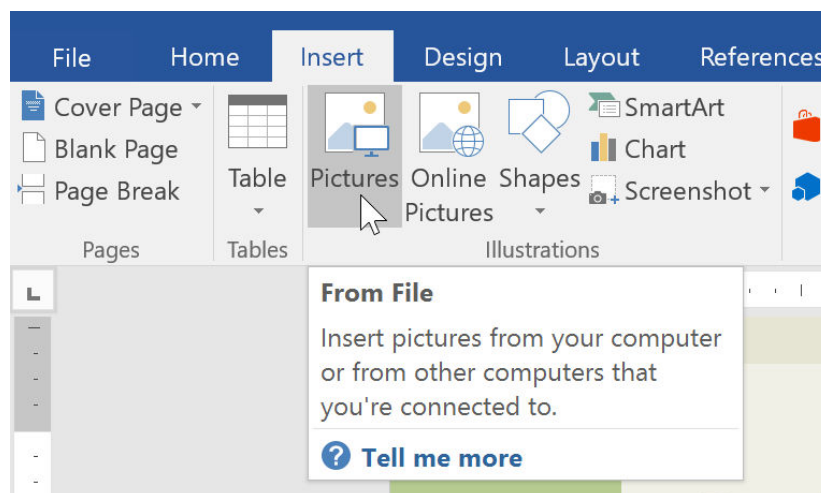 File Home Insert Design Layout References
Cover Page
Blank Page
Page Break
Table
Pictures
Online
Pictures
Shapes
SmartArt
Chart
Screenshot
Pages Tables Illustrations
L
From File
Insert pictures from your computer
or from other computers that
you're connected to.
? Tell me more